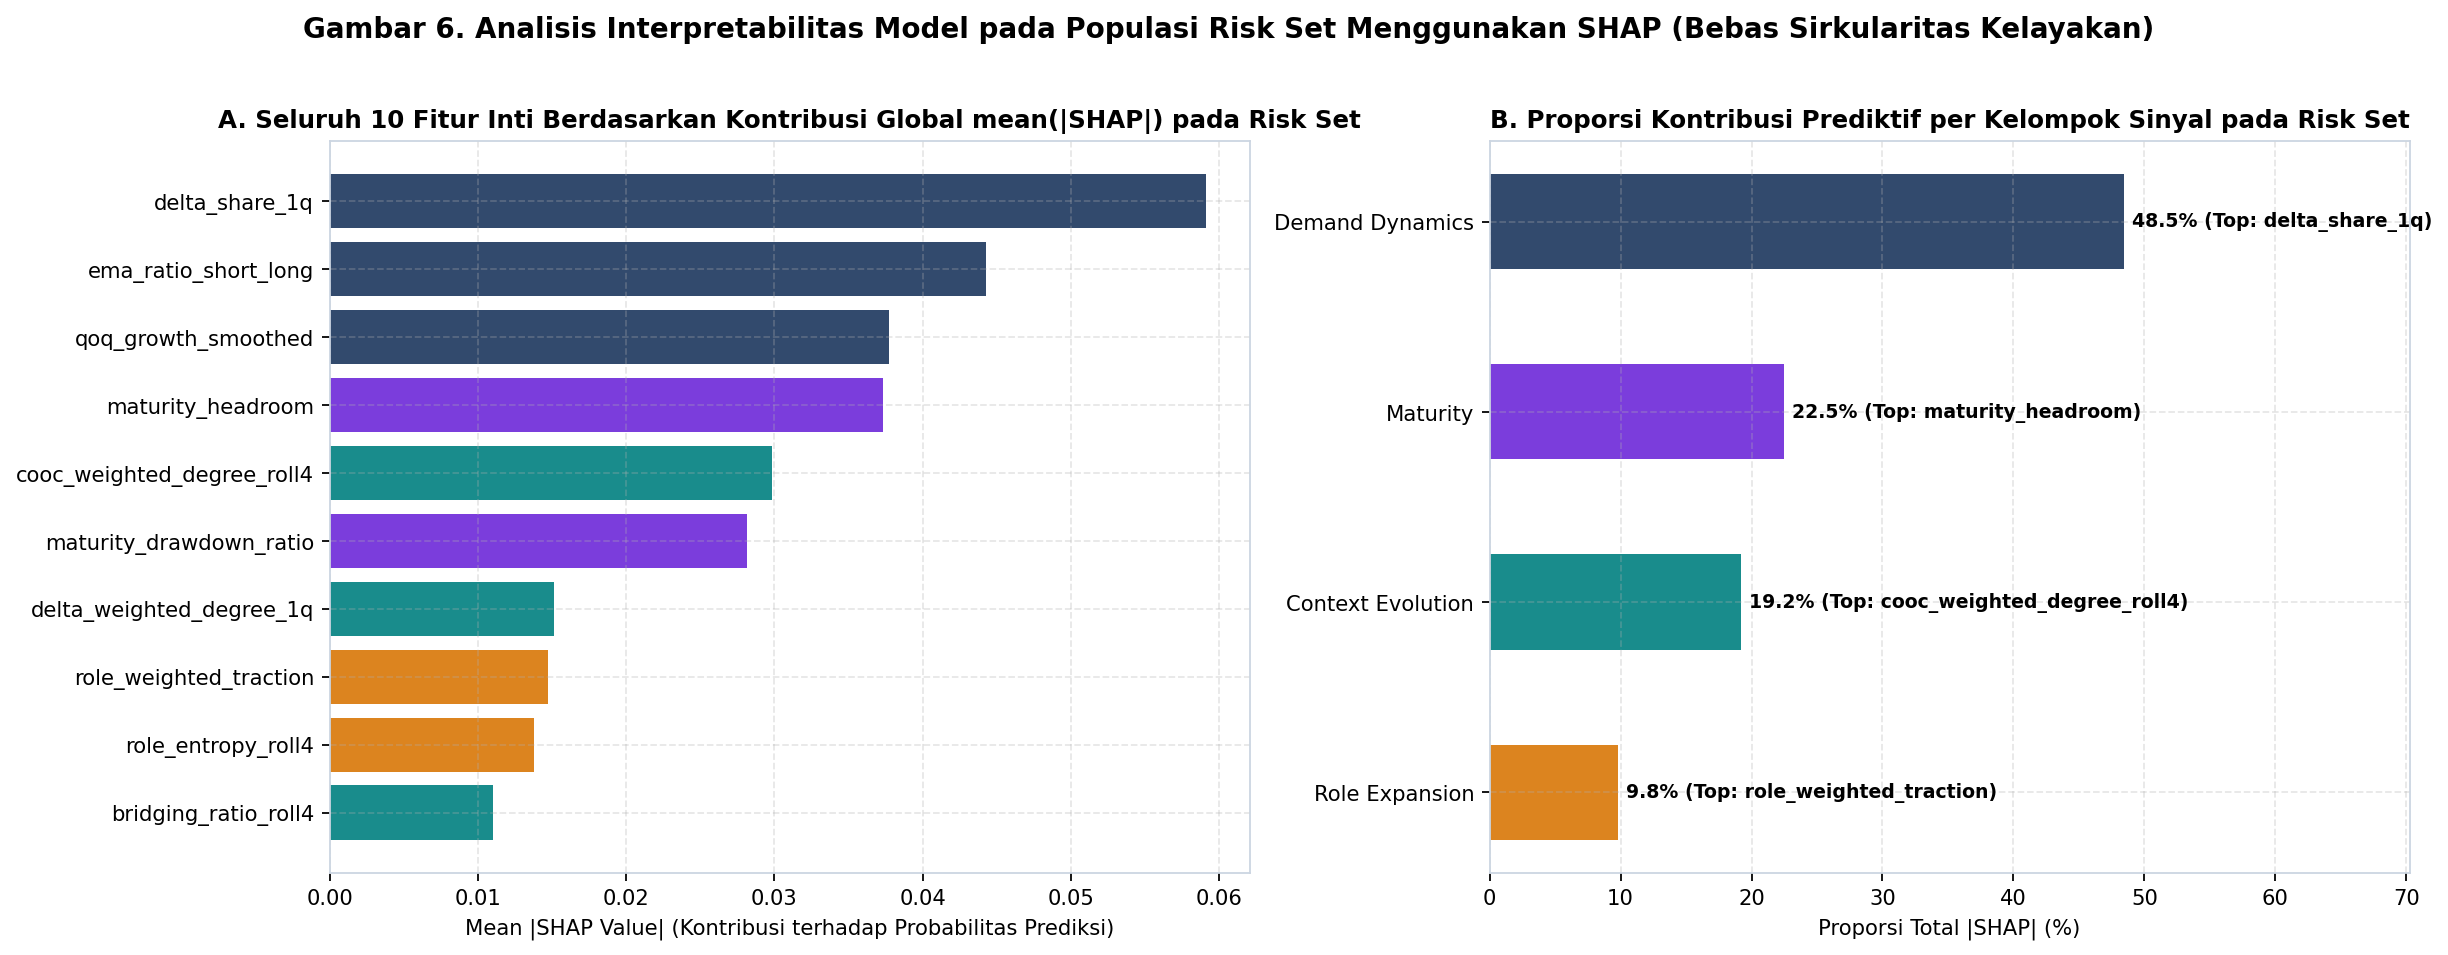 Gambar 6. Analisis Interpretabilitas Model pada Populasi Risk Set Menggunakan SHAP (Bebas Sirkularitas Kelayakan)
A. Seluruh 10 Fitur Inti Berdasarkan Kontribusi Global mean(|SHAP|) pada Risk Set
delta_share_1q
ema_ratio_short_long
qoq_growth_smoothed
maturity_headroom
cooc_weighted_degree_roll4
maturity_drawdown_ratio
delta_weighted_degree_1q
role_weighted_traction
role_entropy_roll4
bridging_ratio_roll4
0.00 0.01 0.02 0.03 0.04 0.05 0.06
Mean |SHAP Value| (Kontribusi terhadap Probabilitas Prediksi)
B. Proporsi Kontribusi Prediktif per Kelompok Sinyal pada Risk Set
Demand Dynamics 48.5% (Top: delta_share_1q)
Maturity 22.5% (Top: maturity_headroom)
Context Evolution 19.2% (Top: cooc_weighted_degree_roll4)
Role Expansion 9.8% (Top: role_weighted_traction)
0 10 20 30 40 50 60 70
Proporsi Total |SHAP| (%)